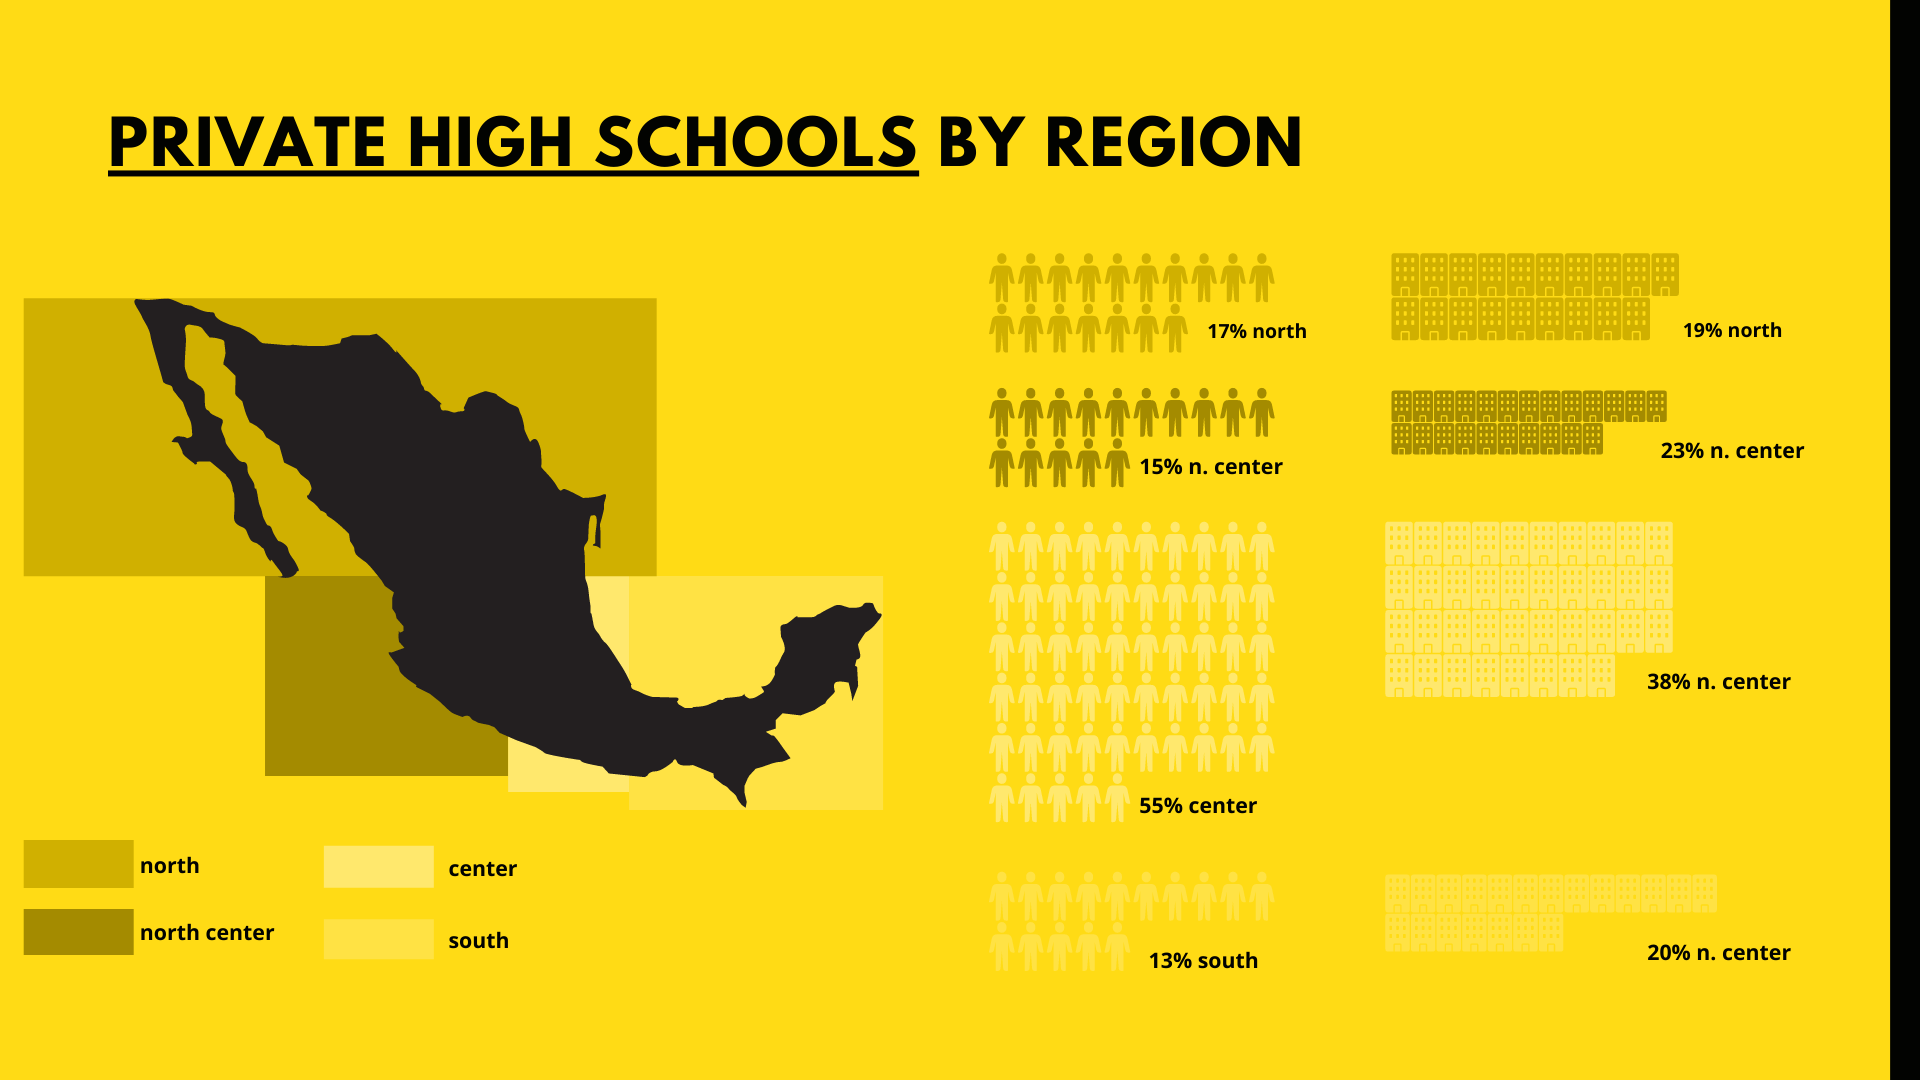 PRIVATE HIGH SCHOOLS BY REGION
17% north
19% north
15% n. center
23% n. center
55% center
38% n. center
13% south
20% n. center
north
center
north center
south